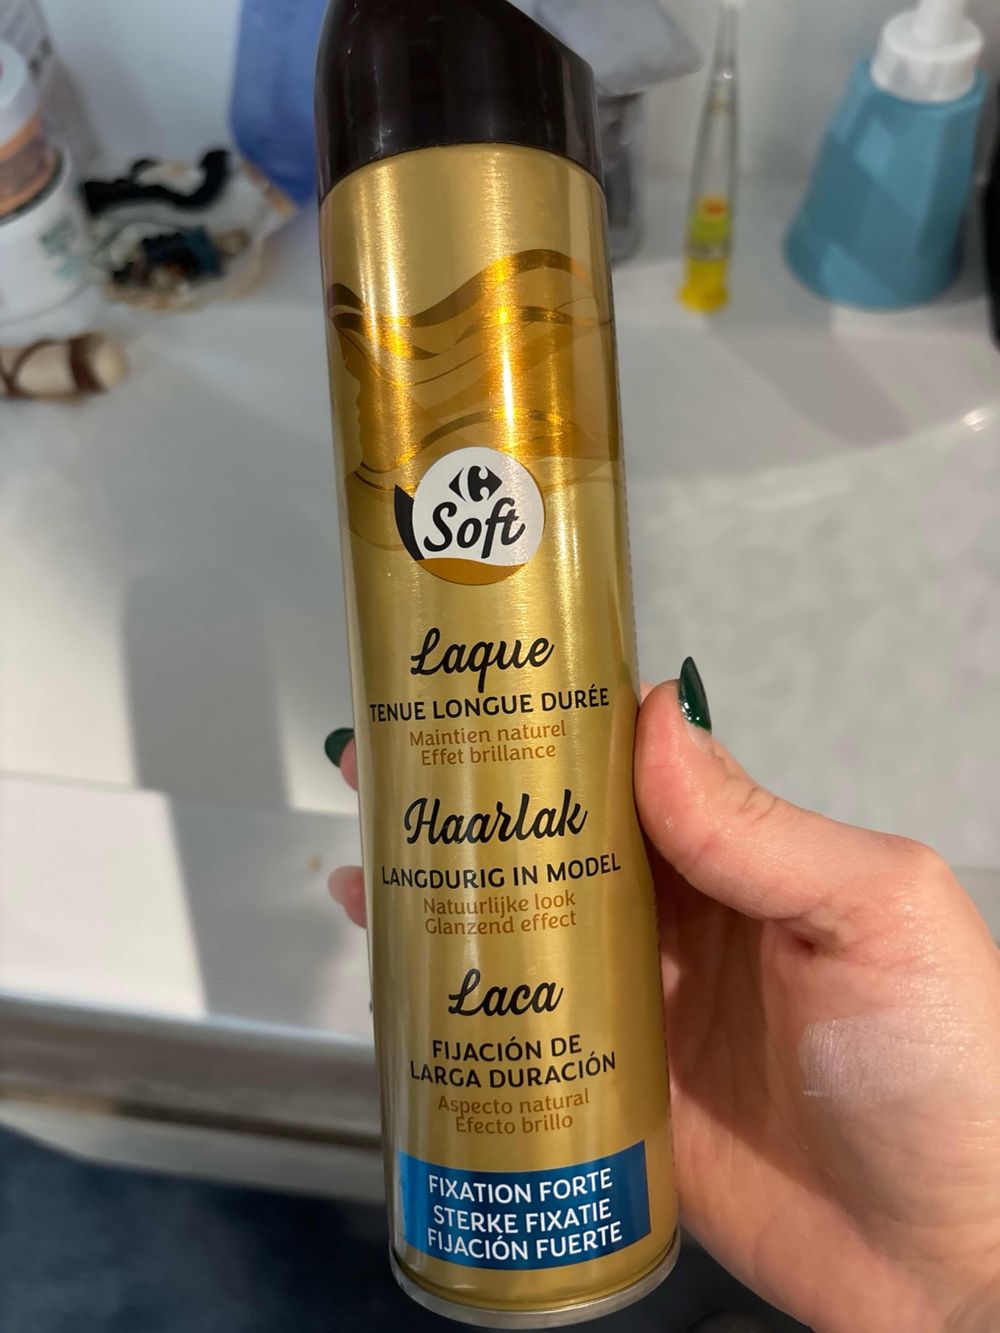 Soft
Laque
TENUE LONGUE DURÉE
Maintien naturel
Effet brillance
Haarlak
LANGDURIG IN MODEL
Natuurlijke look
Glanzend effect
Laca
FIJACIÓN DE
LARGA DURACIÓN
Aspecto natural
Efecto brillo
FIXATION FORTE
STERKE FIXATIE
FIJACIÓN FUERTE